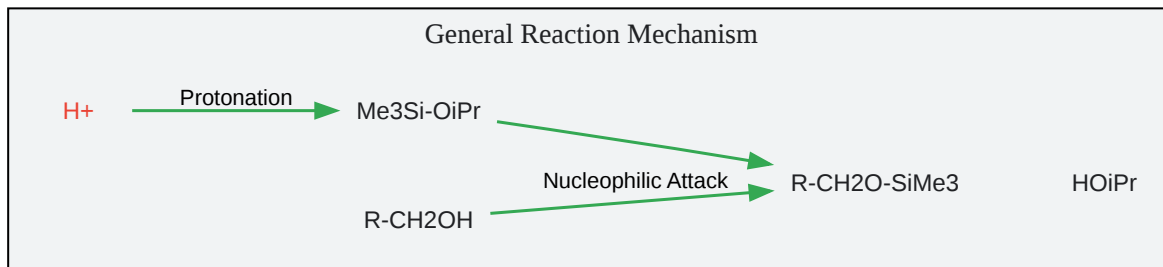 General Reaction Mechanism
H+
Protonation
Me3Si-OiPr
Nucleophilic Attack
R-CH2OH
R-CH2O-SiMe3
HOiPr